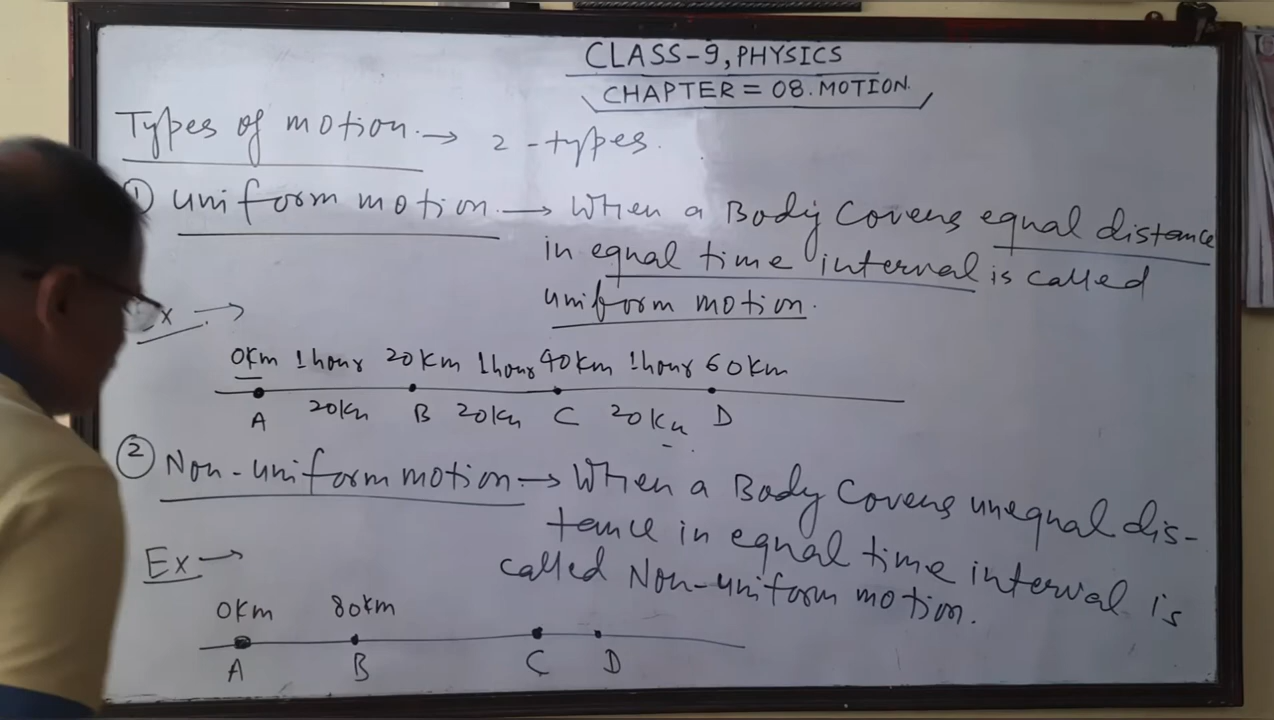 CLASS-9, PHYSICS
CHAPTER = 08. MOTION.
Types of motion. → 2-types.
① uniform motion. → When a Body Covers equal distance
in equal time interval is called
uniform motion.
Ex. →
0Km 1hour 20Km 1hour 40Km 1hour 60Km
A 20Km B 20Km C 20Km D
② Non-uniform motion. → When a Body Covers unequal dis-
tance in equal time interval is
called Non-uniform motion.
Ex →
0Km 80Km
A B C D